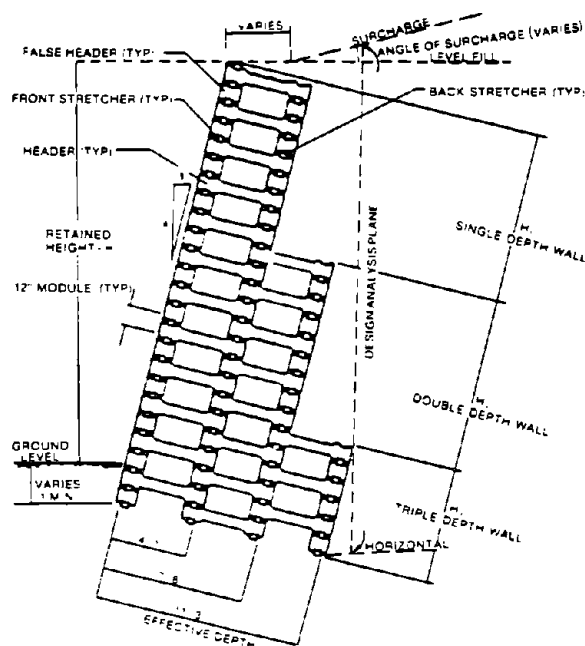 VARIES
SURCHARGE
ANGLE OF SURCHARGE (VARIES)
LEVEL FILL
FALSE HEADER (TYP)
FRONT STRETCHER (TYP)
BACK STRETCHER (TYP)
HEADER (TYP)
RETAINED
HEIGHT - H
12" MODULE (TYP)
DESIGN ANALYSIS PLANE
H
SINGLE DEPTH WALL
H
DOUBLE DEPTH WALL
H
TRIPLE DEPTH WALL
GROUND
LEVEL
VARIES
HORIZONTAL
EFFECTIVE DEPTH